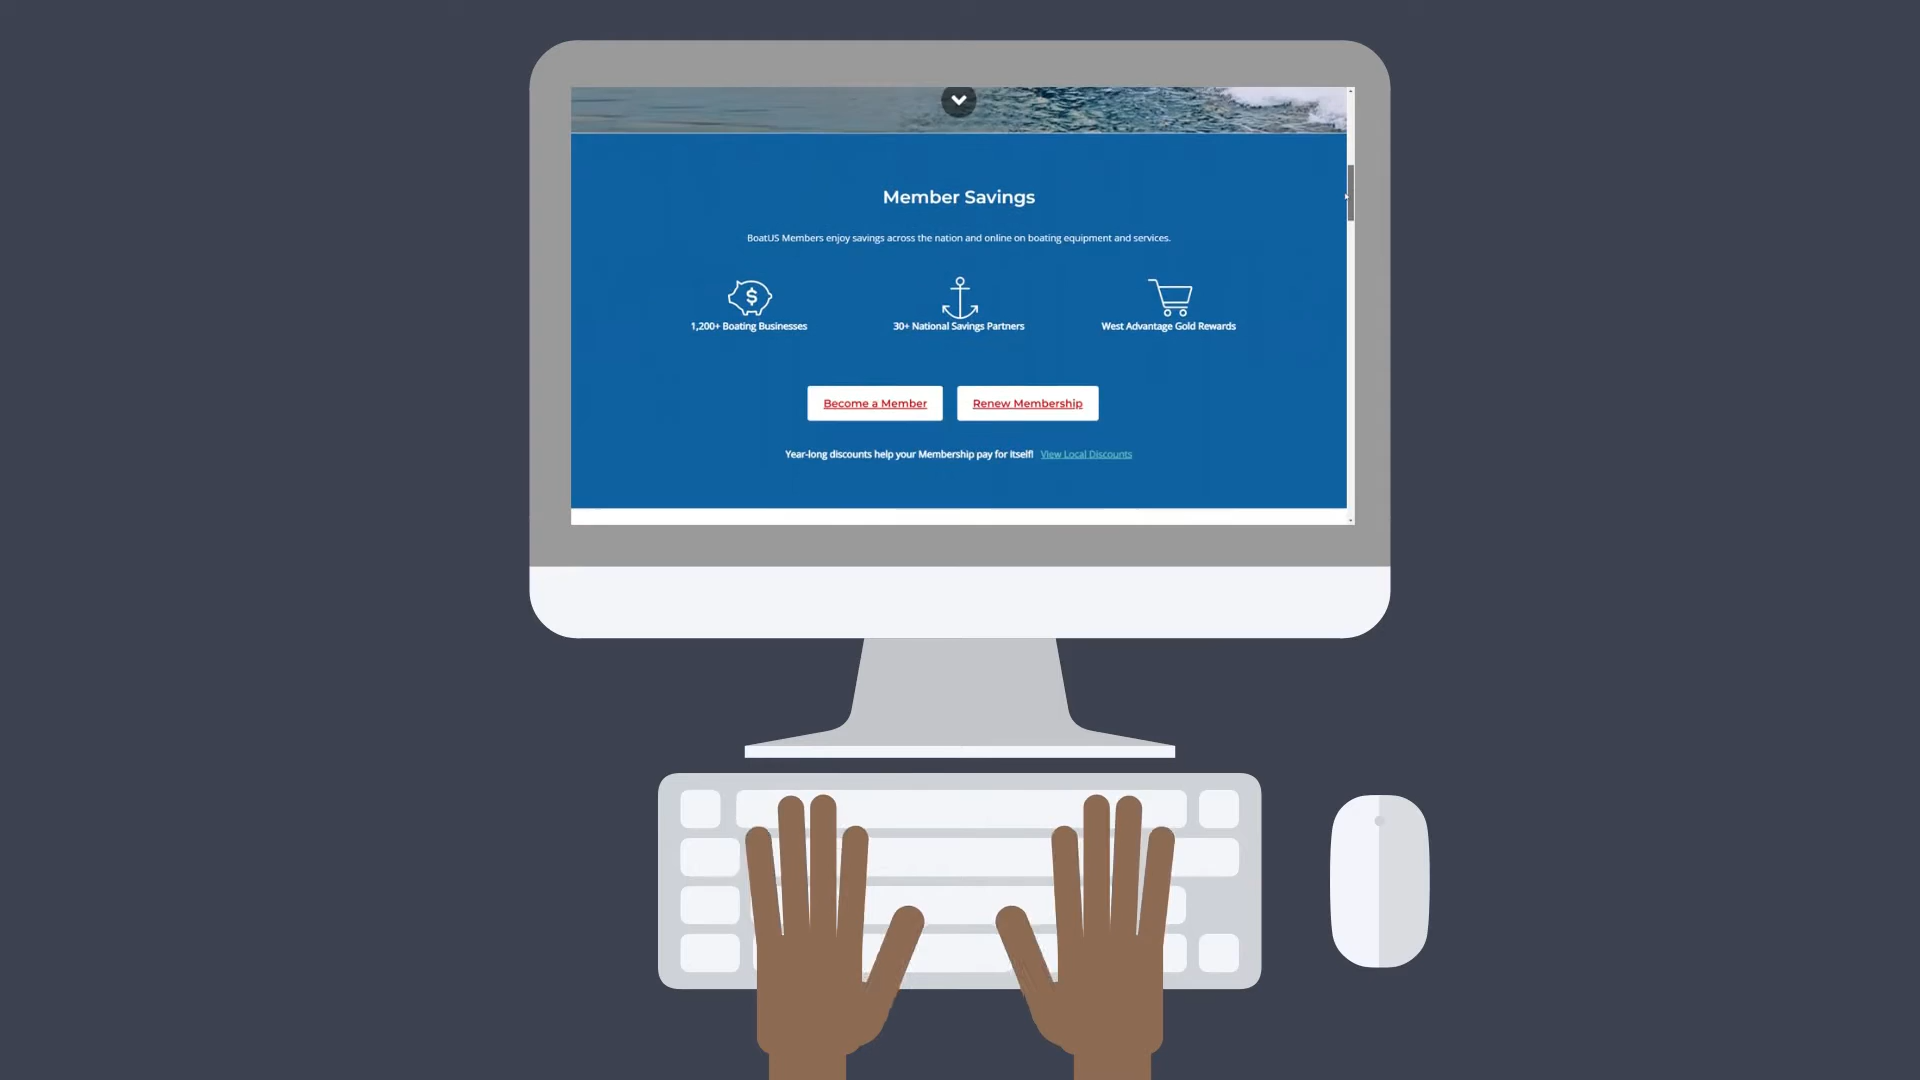 Member Savings
BoatUS Members enjoy savings across the nation and online on boating equipment and services.
$
1,200+ Boating Businesses
30+ National Savings Partners
West Advantage Gold Rewards
Become a Member
Renew Membership
Year-long discounts help your Membership pay for itself! View Local Discounts